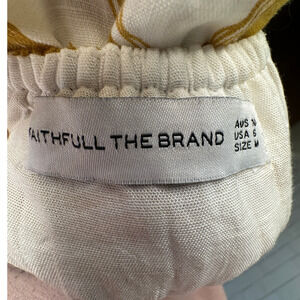 FAITHFULL THE BRAND
AUS
USA 6
SIZE M